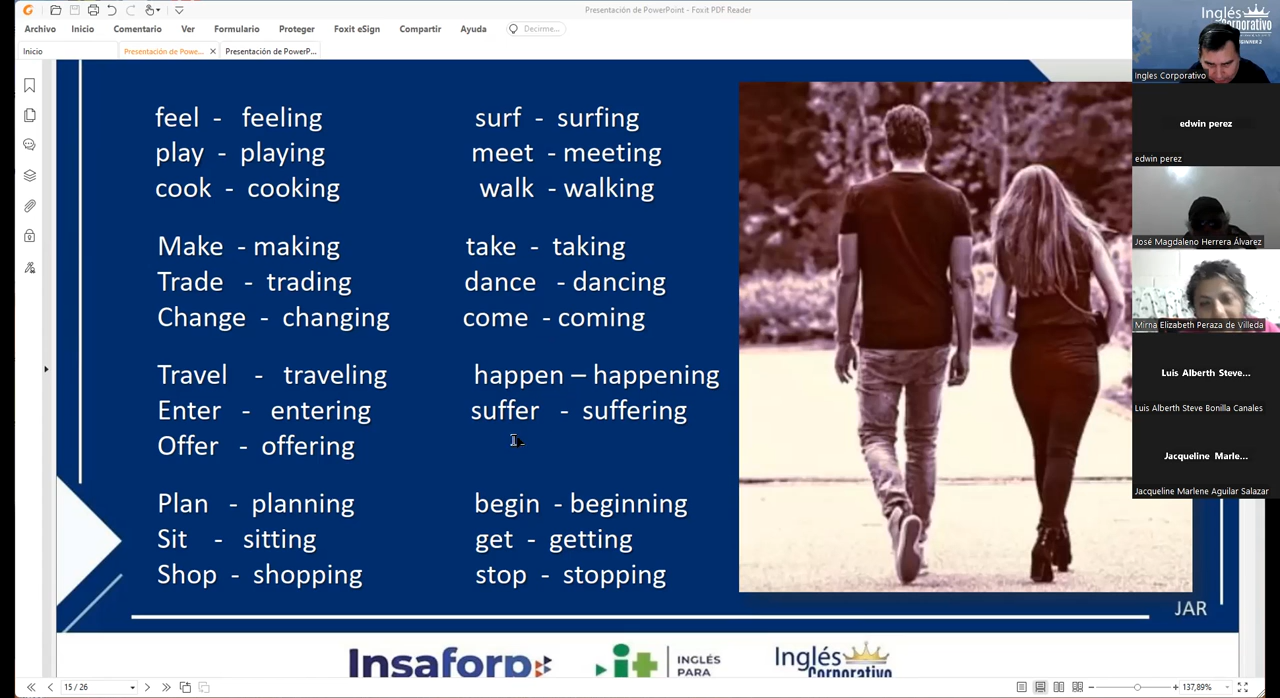 Presentación de PowerPoint - Foxit PDF Reader
Archivo Inicio Comentario Ver Formulario Proteger Foxit eSign Compartir Ayuda Decirme...
Inicio Presentación de Powe... Presentación de PowerP...
feel - feeling surf - surfing
play - playing meet - meeting
cook - cooking walk - walking
Make - making take - taking
Trade - trading dance - dancing
Change - changing come - coming
Travel - traveling happen – happening
Enter - entering suffer - suffering
Offer - offering
Plan - planning begin - beginning
Sit - sitting get - getting
Shop - shopping stop - stopping
JAR
Insaforp it INGLÉS PARA Inglés Corporativo
15 / 26 137,89%
Inglés
Corporativo
Ingles Corporativo
edwin perez
edwin perez
José Magdaleno Herrera Álvarez
Mirna Elizabeth Peraza de Villeda
Luis Alberth Steve...
Luis Alberth Steve Bonilla Canales
Jacqueline Marle...
Jacqueline Marlene Aguilar Salazar